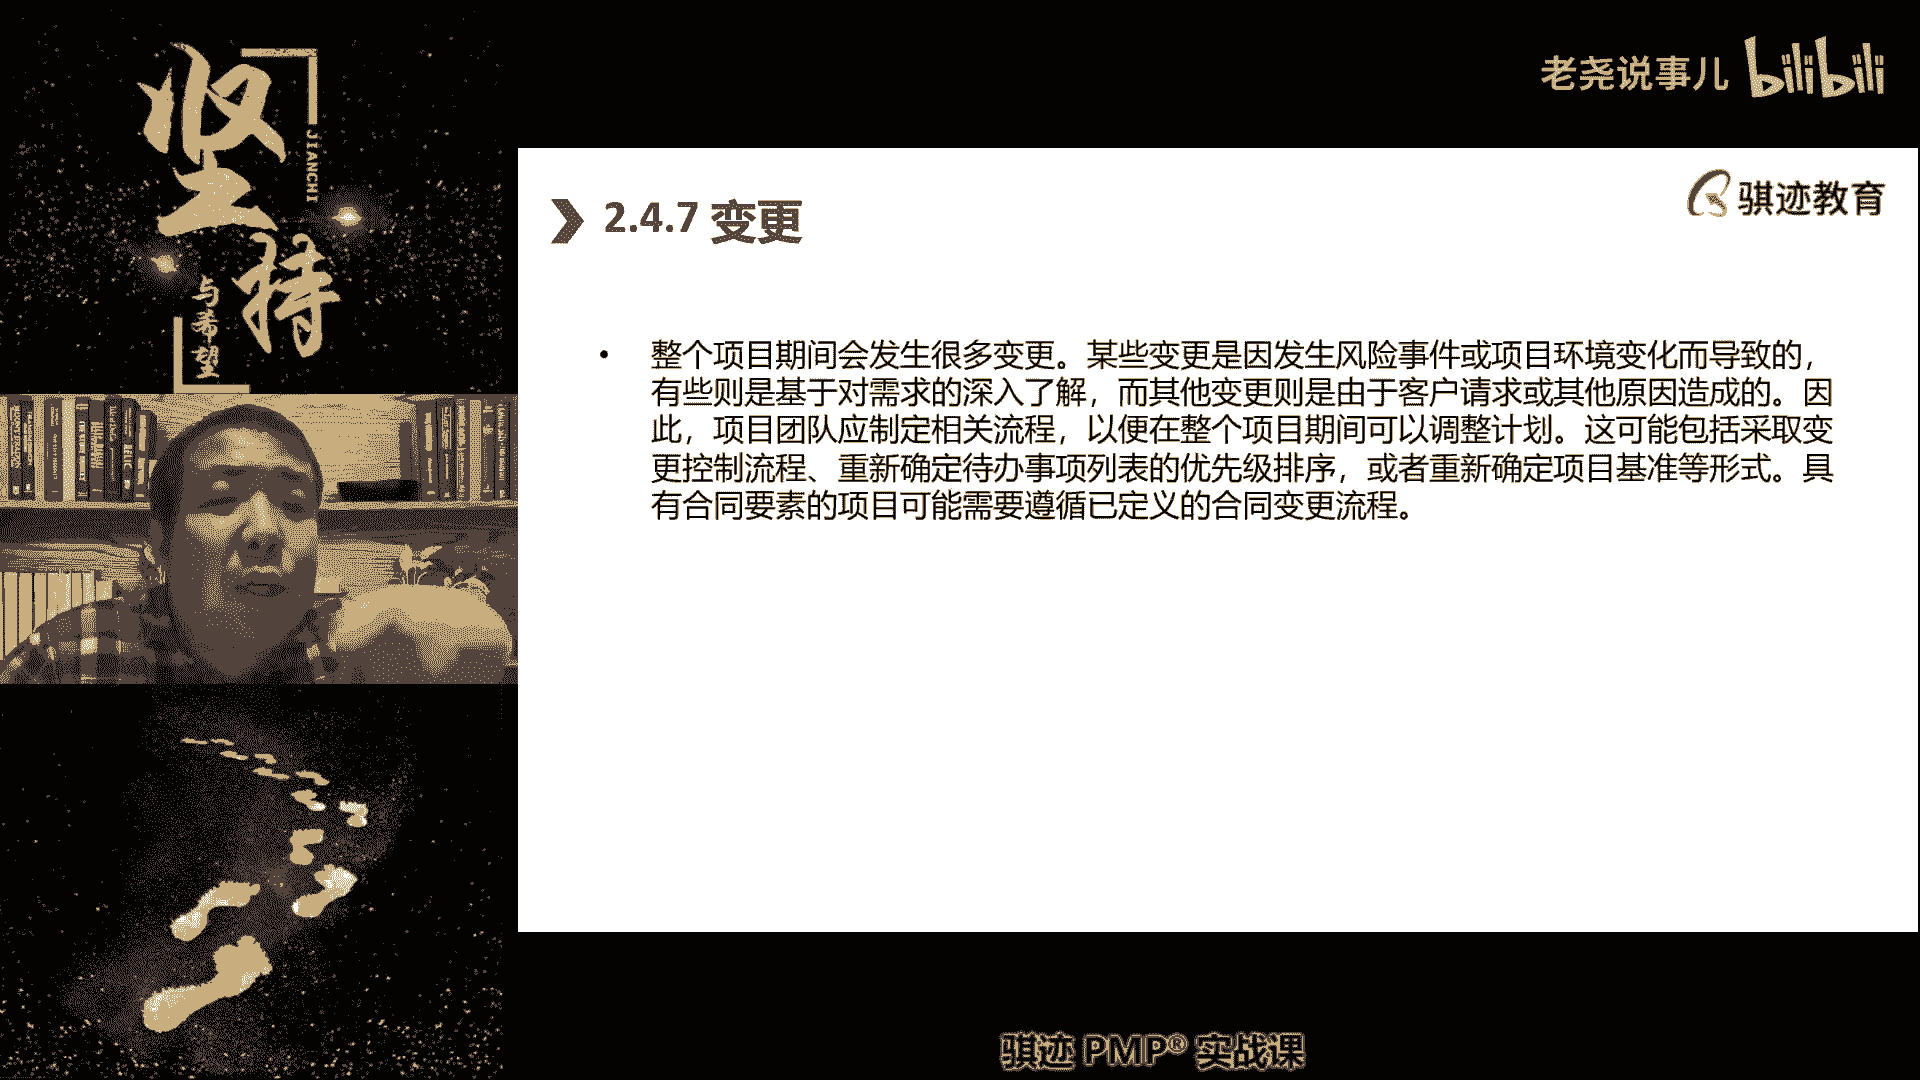 坚持
JIANCHI
与希望
老尧说事儿 bilibili
骐迹教育
2.4.7 变更
• 整个项目期间会发生很多变更。某些变更是因发生风险事件或项目环境变化而导致的，
有些则是基于对需求的深入了解，而其他变更则是由于客户请求或其他原因造成的。因
此，项目团队应制定相关流程，以便在整个项目期间可以调整计划。这可能包括采取变
更控制流程、重新确定待办事项列表的优先级排序，或者重新确定项目基准等形式。具
有合同要素的项目可能需要遵循已定义的合同变更流程。
骐迹 PMP® 实战课